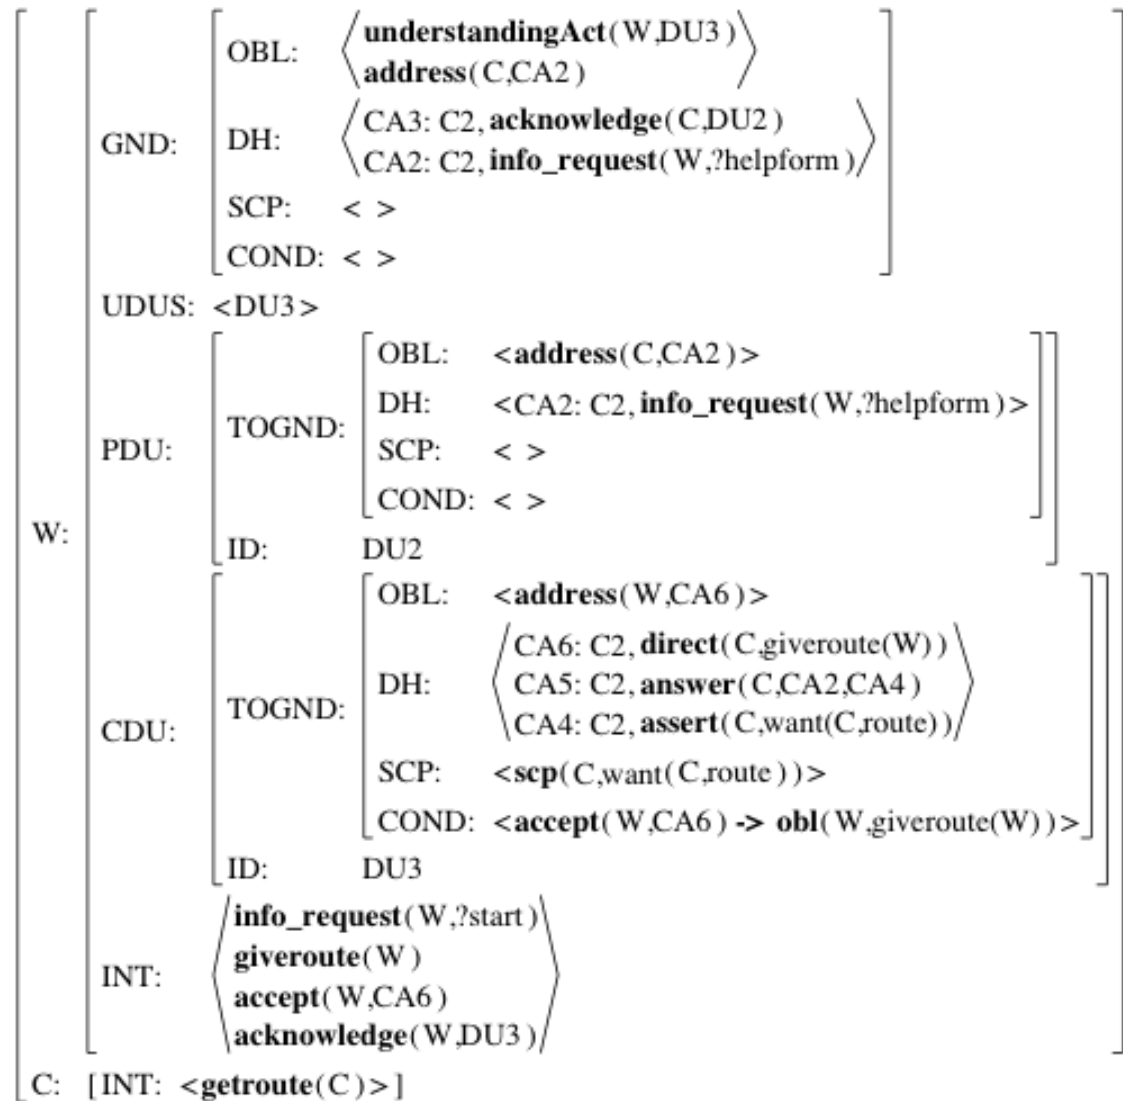 OBL: understandingAct(W,DU3)
address(C,CA2)
GND: DH: CA3: C2, acknowledge(C,DU2)
CA2: C2, info_request(W,?helpform)
SCP: < >
COND: < >
UDUS: <DU3>
OBL: <address(C,CA2)>
DH: <CA2: C2, info_request(W,?helpform)>
TOGND:
PDU: SCP: < >
COND: < >
W:
ID: DU2
OBL: <address(W,CA6)>
CA6: C2, direct(C,giveroute(W))
DH: CA5: C2, answer(C,CA2,CA4)
TOGND: CA4: C2, assert(C,want(C,route))
CDU:
SCP: <scp(C,want(C,route))>
COND: <accept(W,CA6) -> obl(W,giveroute(W))>
ID: DU3
info_request(W,?start)
giveroute(W)
INT:
accept(W,CA6)
acknowledge(W,DU3)
C: [INT: <getroute(C)>]